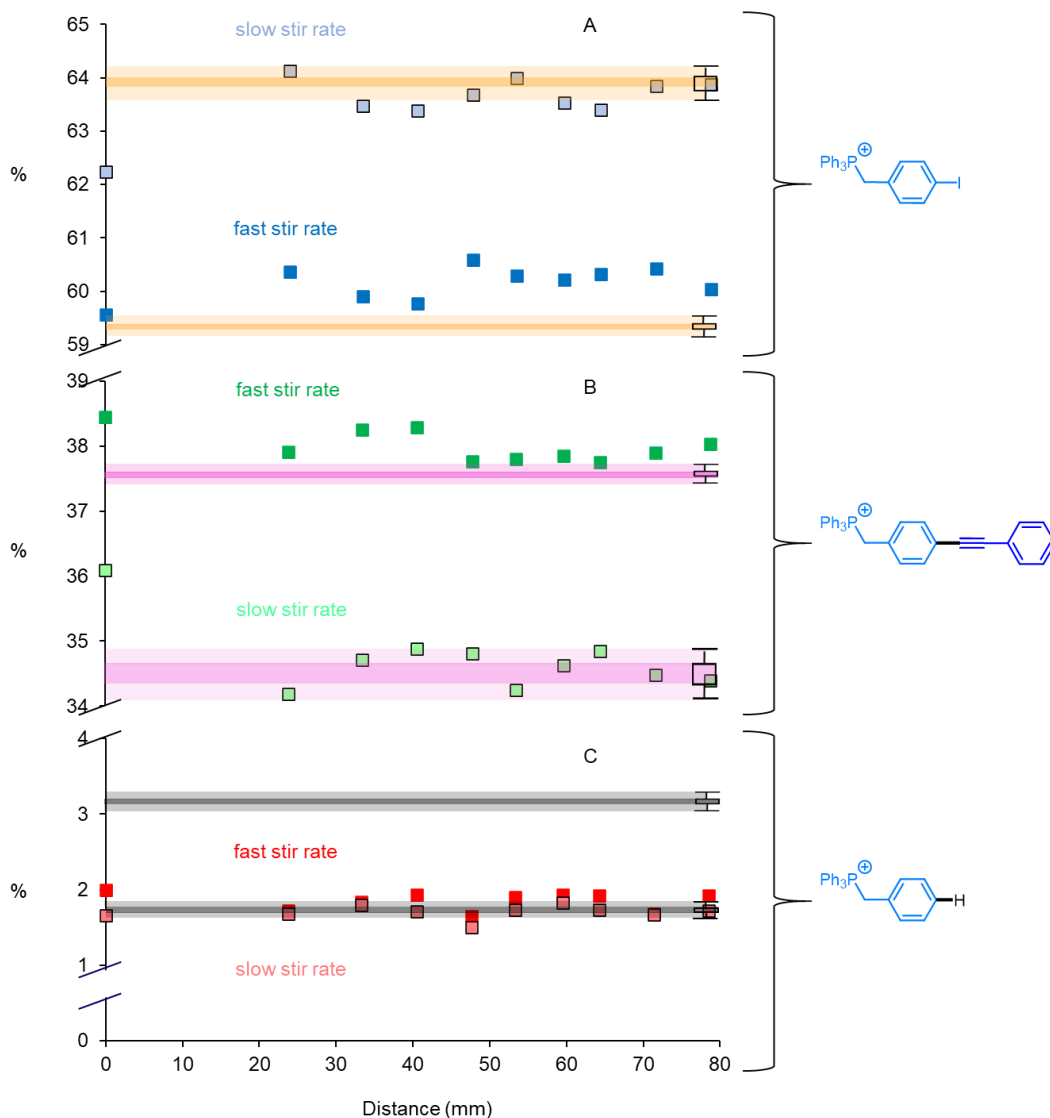 65
slow stir rate
A
64
63
%
62
Ph3P⊕
I
61
fast stir rate
60
59
39
fast stir rate
B
38
37
Ph3P⊕
%
36
slow stir rate
35
34
4
C
3
fast stir rate
%
2
Ph3P⊕
H
1
slow stir rate
0
0 10 20 30 40 50 60 70 80
Distance (mm)